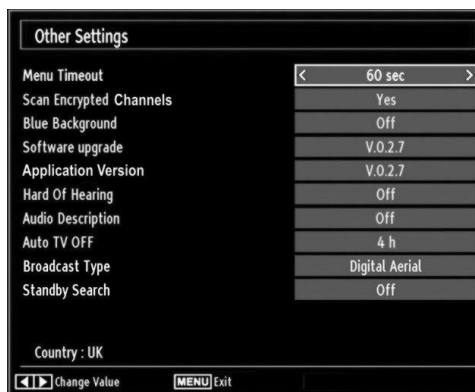 Other Settings
Menu Timeout < 60 sec >
Scan Encrypted Channels Yes
Blue Background Off
Software upgrade V.0.2.7
Application Version V.0.2.7
Hard Of Hearing Off
Audio Description Off
Auto TV OFF 4 h
Broadcast Type Digital Aerial
Standby Search Off
Country : UK
Change Value MENU Exit